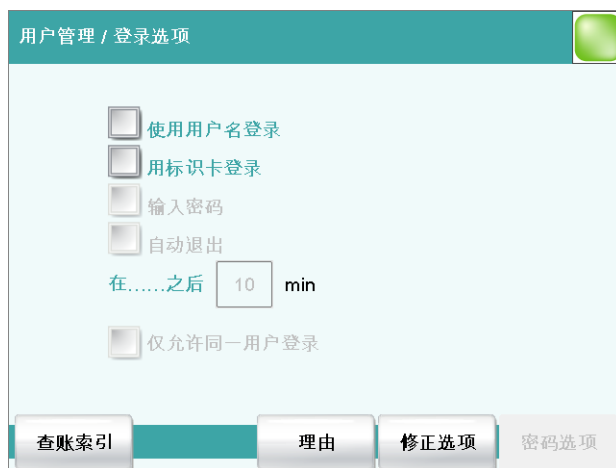 用户管理 / 登录选项
使用用户名登录
用标识卡登录
输入密码
自动退出
在......之后 10 min
仅允许同一用户登录
查账索引 理由 修正选项 密码选项